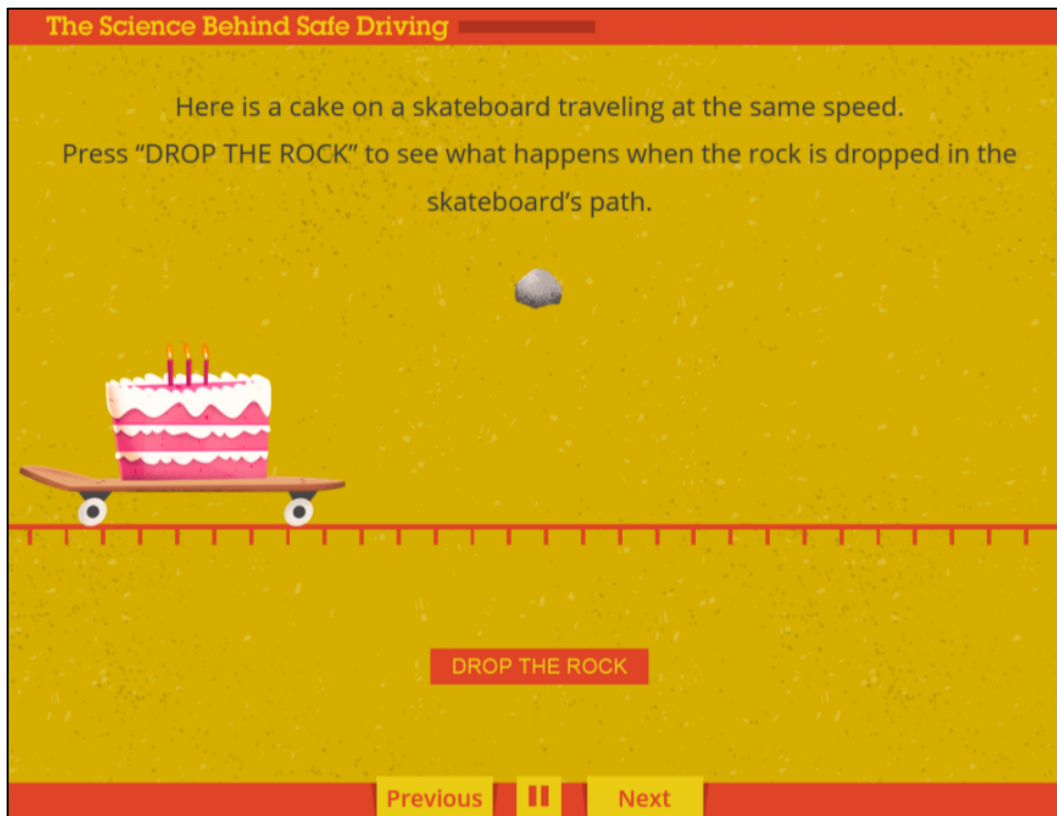 The Science Behind Safe Driving
Here is a cake on a skateboard traveling at the same speed.
Press “DROP THE ROCK” to see what happens when the rock is dropped in the
skateboard’s path.
DROP THE ROCK
Previous
Next